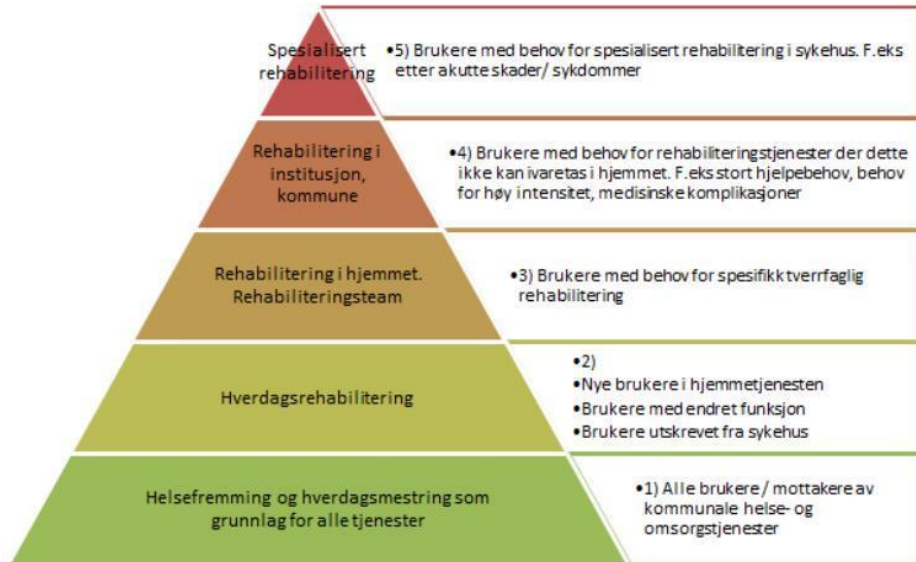 Spesialisert
rehabilitering
•5) Brukere med behov for spesialisert rehabilitering i sykehus. F.eks
etter akutte skader/ sykdommer
Rehabilitering i
institusjon,
kommune
•4) Brukere med behov for rehabiliteringstjenester der dette
ikke kan ivaretas i hjemmet. F.eks stort hjelpebehov, behov
for høy intensitet, medisinske komplikasjoner
Rehabilitering i hjemmet.
Rehabiliteringsteam
•3) Brukere med behov for spesifikk tverrfaglig
rehabilitering
Hverdagsrehabilitering
•2)
•Nye brukere i hjemmetjenesten
•Brukere med endret funksjon
•Brukere utskrevet fra sykehus
Helsefremming og hverdagsmestring som
grunnlag for alle tjenester
•1) Alle brukere / mottakere av
kommunale helse- og
omsorgstjenester